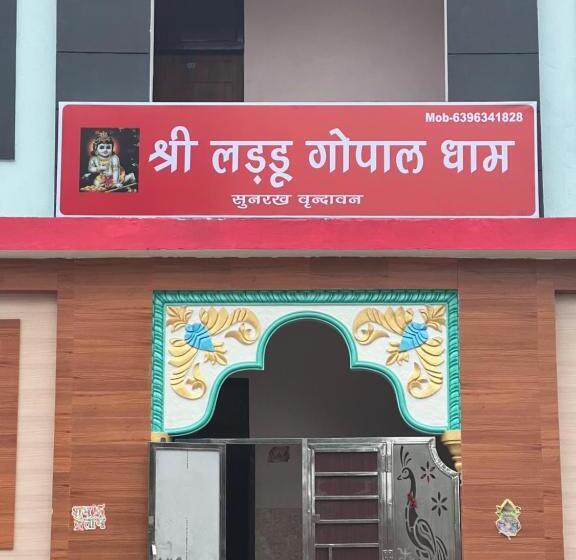 Mob-6396341828
श्री लड़्डू गोपाल धाम
सुनरख वृन्दावन
शुभ
लाभ